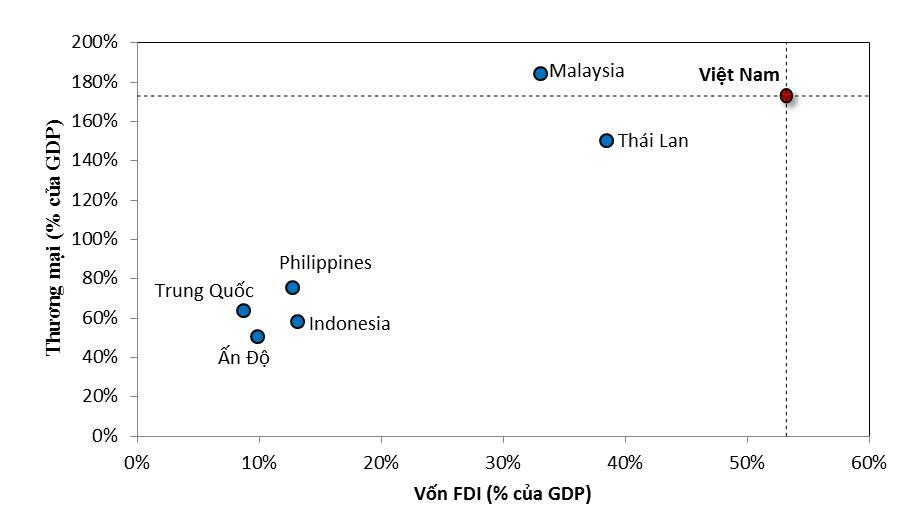 200%
180%
160%
140%
120%
100%
80%
60%
40%
20%
0%
Thương mại (% của GDP)
Malaysia
Việt Nam
Thái Lan
Philippines
Trung Quốc
Indonesia
Ấn Độ
0% 10% 20% 30% 40% 50% 60%
Vốn FDI (% của GDP)